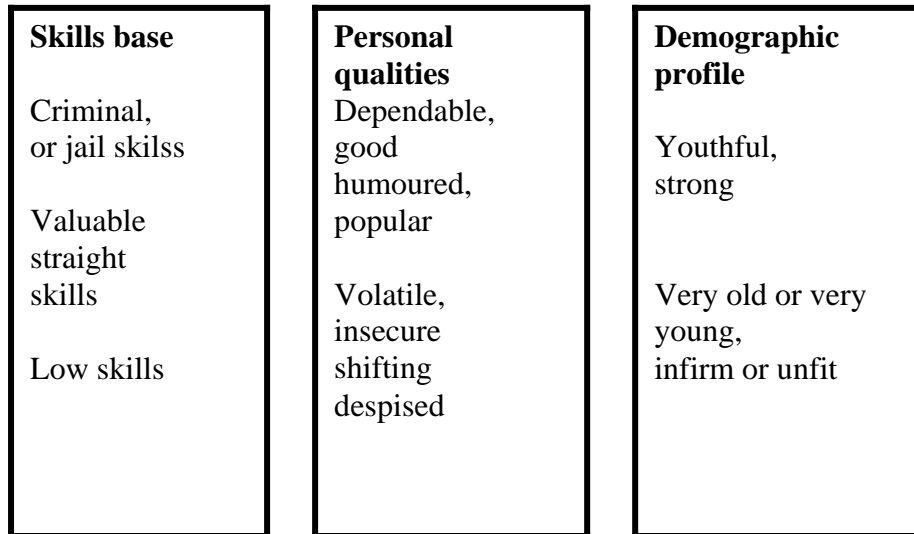 Skills base
Criminal,
or jail skilss
Valuable
straight
skills
Low skills
Personal
qualities
Dependable,
good
humoured,
popular
Volatile,
insecure
shifting
despised
Demographic
profile
Youthful,
strong
Very old or very
young,
infirm or unfit